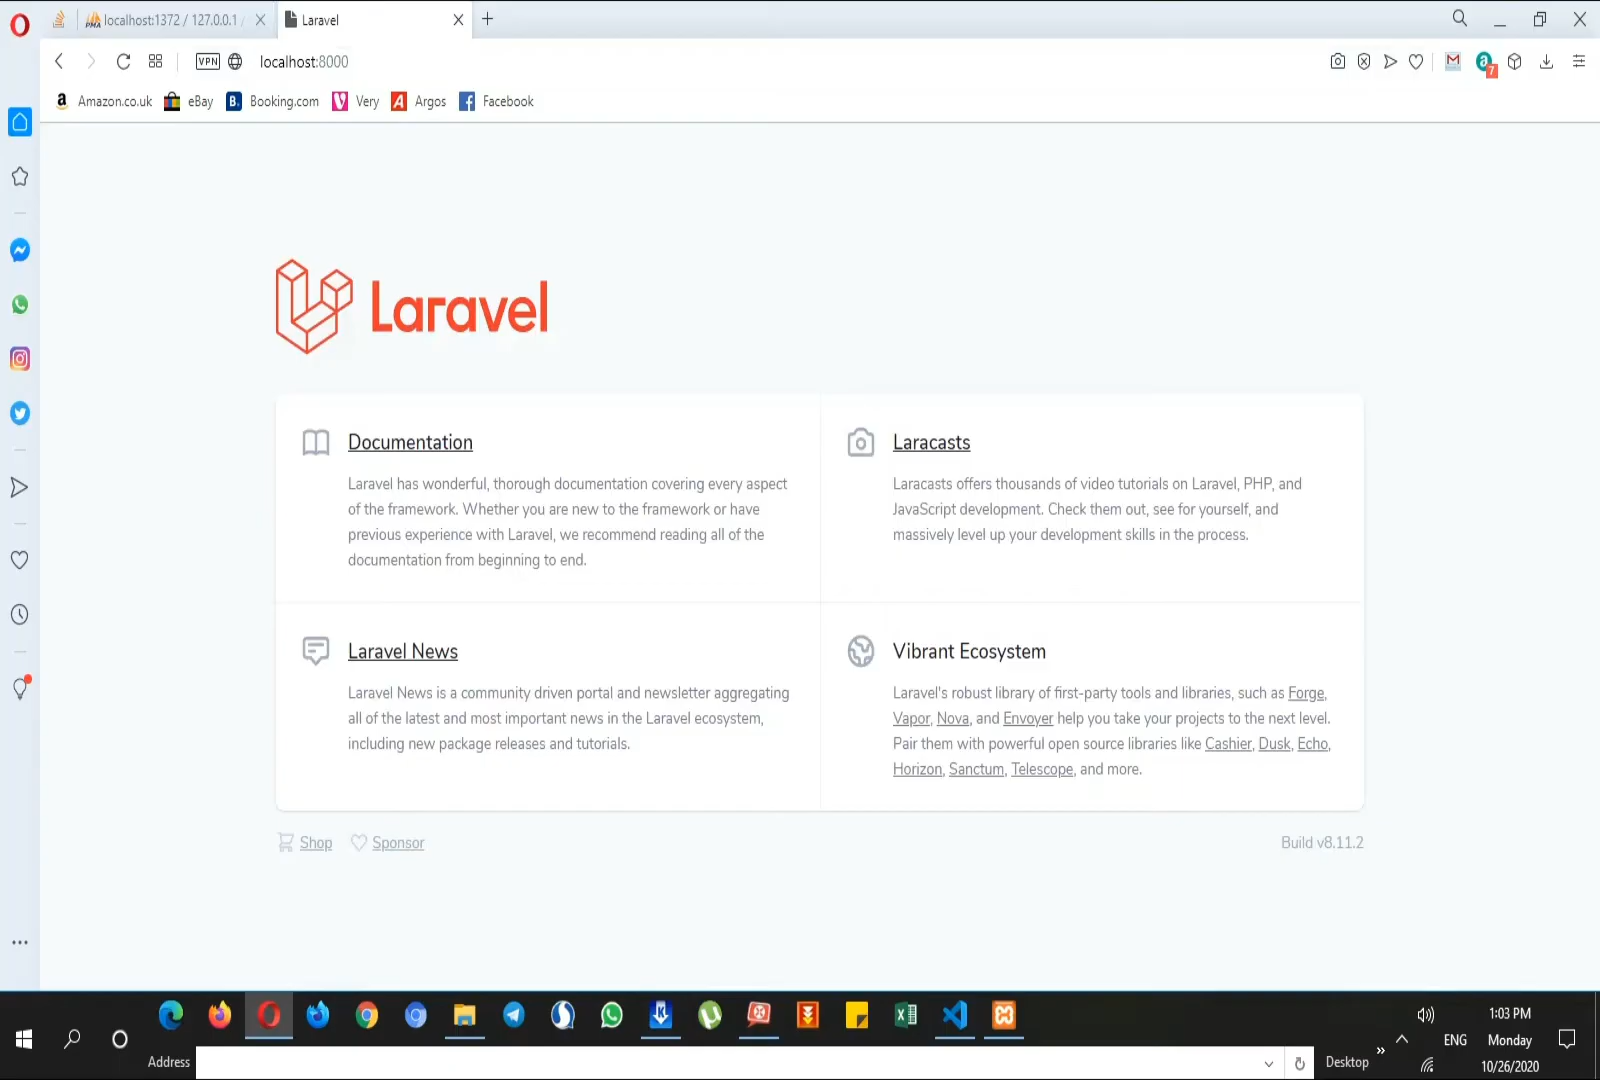 localhost:1372 / 127.0.0.1 /
Laravel
VPN
localhost:8000
7
Amazon.co.uk
eBay
Booking.com
Very
Argos
Facebook
Laravel
Documentation
Laravel has wonderful, thorough documentation covering every aspect
of the framework. Whether you are new to the framework or have
previous experience with Laravel, we recommend reading all of the
documentation from beginning to end.
Laracasts
Laracasts offers thousands of video tutorials on Laravel, PHP, and
JavaScript development. Check them out, see for yourself, and
massively level up your development skills in the process.
Laravel News
Laravel News is a community driven portal and newsletter aggregating
all of the latest and most important news in the Laravel ecosystem,
including new package releases and tutorials.
Vibrant Ecosystem
Laravel's robust library of first-party tools and libraries, such as Forge,
Vapor, Nova, and Envoyer help you take your projects to the next level.
Pair them with powerful open source libraries like Cashier, Dusk, Echo,
Horizon, Sanctum, Telescope, and more.
Shop
Sponsor
Build v8.11.2
Address
Desktop
ENG
1:03 PM
Monday
10/26/2020